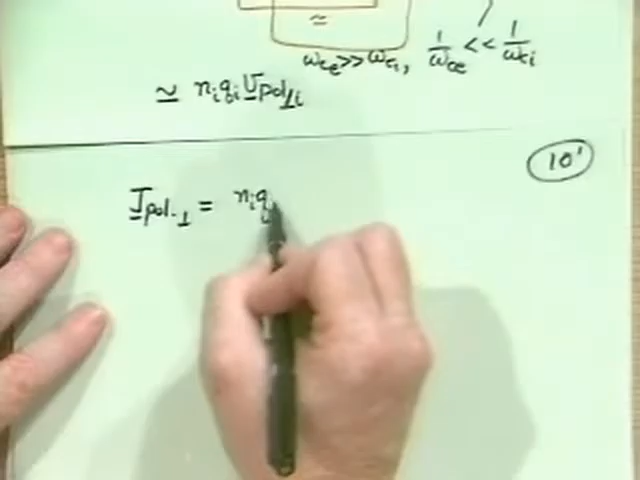 ≃
ω_ce >> ω_ci, 1/ω_ce << 1/ω_ci
≃ n_i q_i U_pol⊥i
10'
J_pol-⊥ = n_i q_i